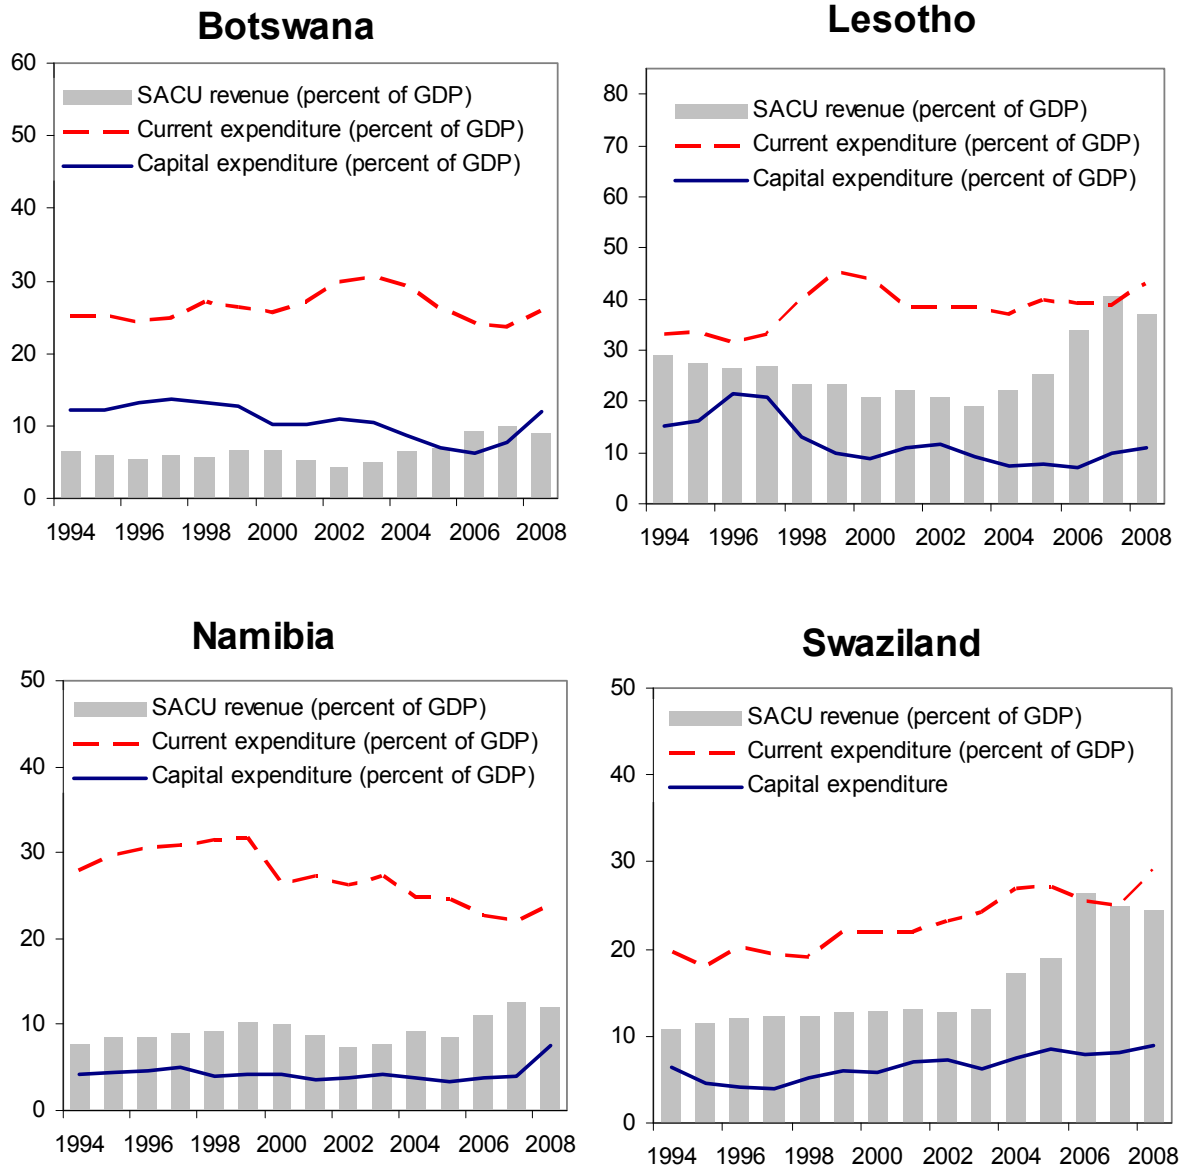 Botswana
60
50
40
30
20
10
0
SACU revenue (percent of GDP)
Current expenditure (percent of GDP)
Capital expenditure (percent of GDP)
1994 1996 1998 2000 2002 2004 2006 2008
Lesotho
80
70
60
50
40
30
20
10
0
SACU revenue (percent of GDP)
Current expenditure (percent of GDP)
Capital expenditure (percent of GDP)
1994 1996 1998 2000 2002 2004 2006 2008
Namibia
50
40
30
20
10
0
SACU revenue (percent of GDP)
Current expenditure (percent of GDP)
Capital expenditure (percent of GDP)
1994 1996 1998 2000 2002 2004 2006 2008
Swaziland
50
40
30
20
10
0
SACU revenue (percent of GDP)
Current expenditure (percent of GDP)
Capital expenditure
1994 1996 1998 2000 2002 2004 2006 2008